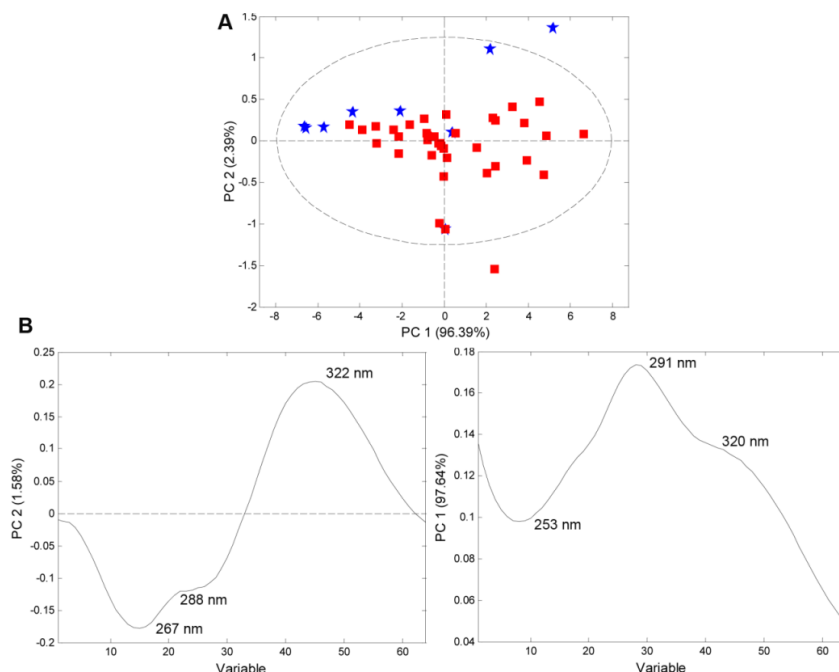 A
1.5
1
0.5
0
-0.5
-1
-1.5
-2
PC 2 (2.39%)
-8 -6 -4 -2 0 2 4 6 8
PC 1 (96.39%)
B
0.25
0.2
0.15
0.1
0.05
0
-0.05
-0.1
-0.15
-0.2
PC 2 (1.58%)
322 nm
288 nm
267 nm
10 20 30 40 50 60
Variable
0.18
0.16
0.14
0.12
0.1
0.08
0.06
0.04
PC 1 (97.64%)
291 nm
320 nm
253 nm
10 20 30 40 50 60
Variable